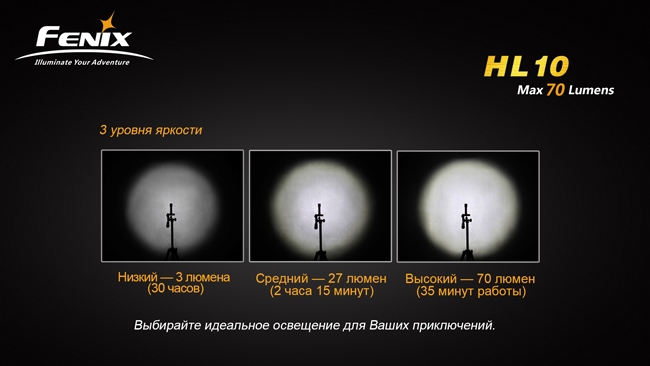 FENIX
Illuminate Your Adventure
HL10
Max 70 Lumens
3 уровня яркости
Низкий — 3 люмена
(30 часов)
Средний — 27 люмен
(2 часа 15 минут)
Высокий — 70 люмен
(35 минут работы)
Выбирайте идеальное освещение для Ваших приключений.